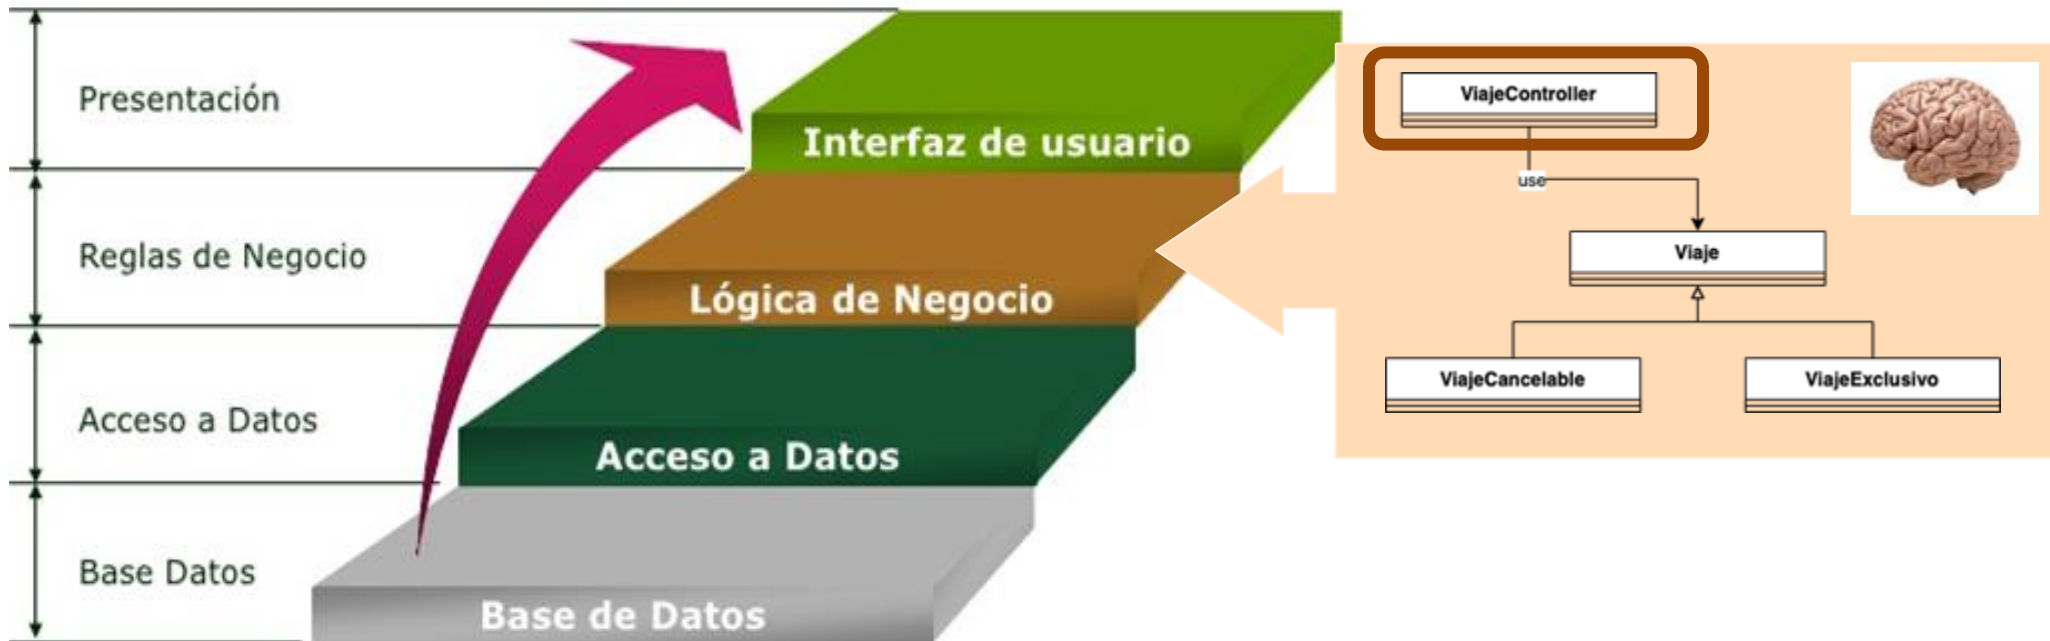 Presentación
Interfaz de usuario
Reglas de Negocio
Lógica de Negocio
Acceso a Datos
Acceso a Datos
Base Datos
Base de Datos
ViajeController
use
Viaje
ViajeCancelable
ViajeExclusivo